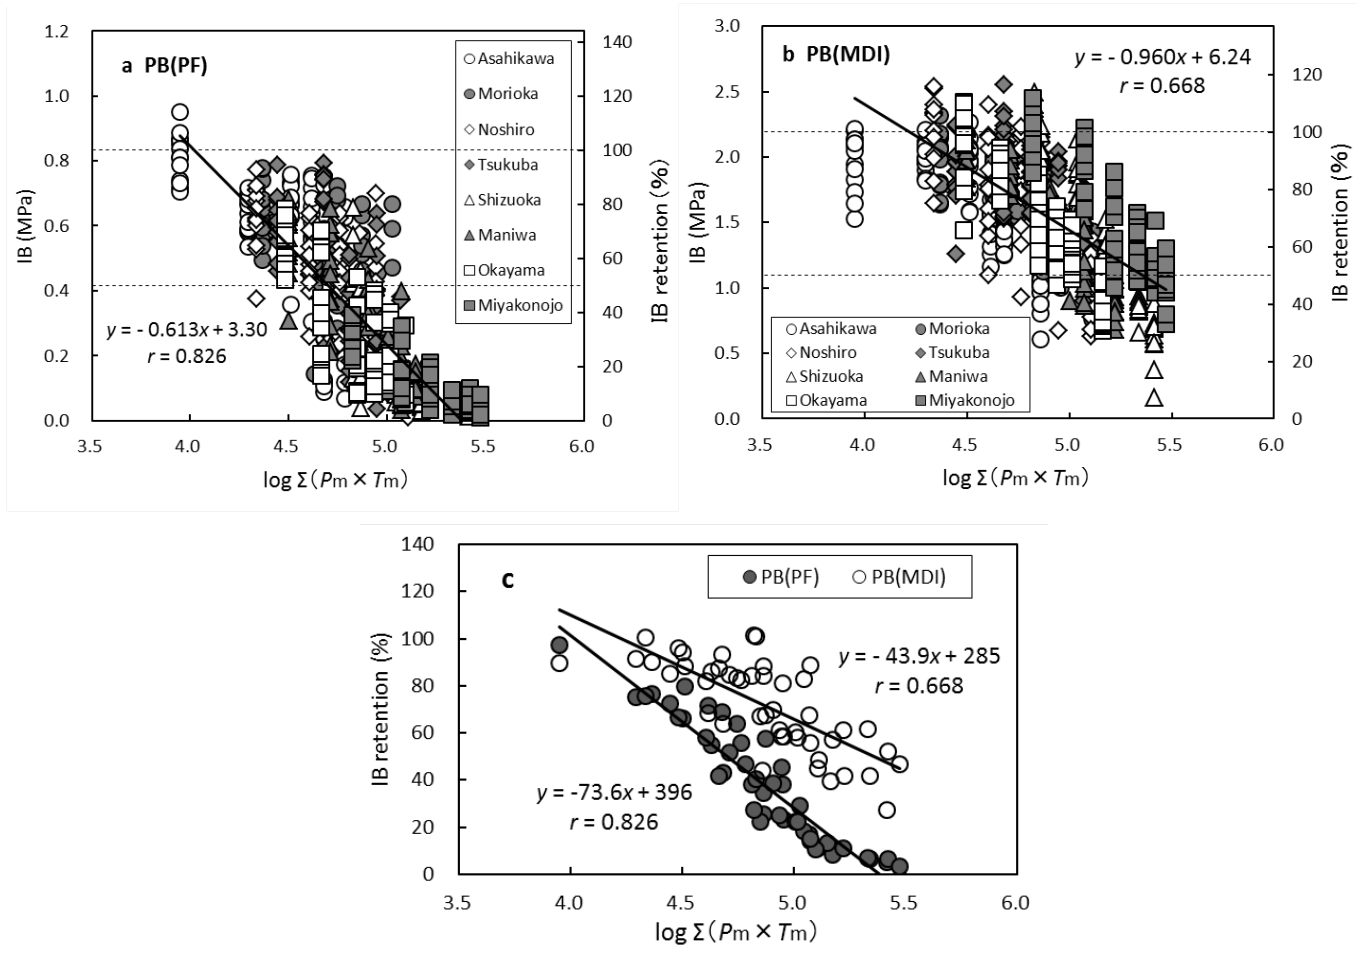 a PB(PF)
IB (MPa)
1.2
1.0
0.8
0.6
0.4
0.2
0.0
3.5 4.0 4.5 5.0 5.5 6.0
log Σ(Pm × Tm)
140
120
100
80
60
40
20
0
IB retention (%)
Asahikawa
Morioka
Noshiro
Tsukuba
Shizuoka
Maniwa
Okayama
Miyakonojo
y = - 0.613x + 3.30
r = 0.826
b PB(MDI)
IB (MPa)
3.0
2.5
2.0
1.5
1.0
0.5
0.0
3.5 4.0 4.5 5.0 5.5 6.0
log Σ(Pm × Tm)
120
100
80
60
40
20
0
IB retention (%)
y = - 0.960x + 6.24
r = 0.668
Asahikawa Morioka
Noshiro Tsukuba
Shizuoka Maniwa
Okayama Miyakonojo
c
PB(PF) PB(MDI)
IB retention (%)
140
120
100
80
60
40
20
0
3.5 4.0 4.5 5.0 5.5 6.0
log Σ(Pm × Tm)
y = - 43.9x + 285
r = 0.668
y = -73.6x + 396
r = 0.826